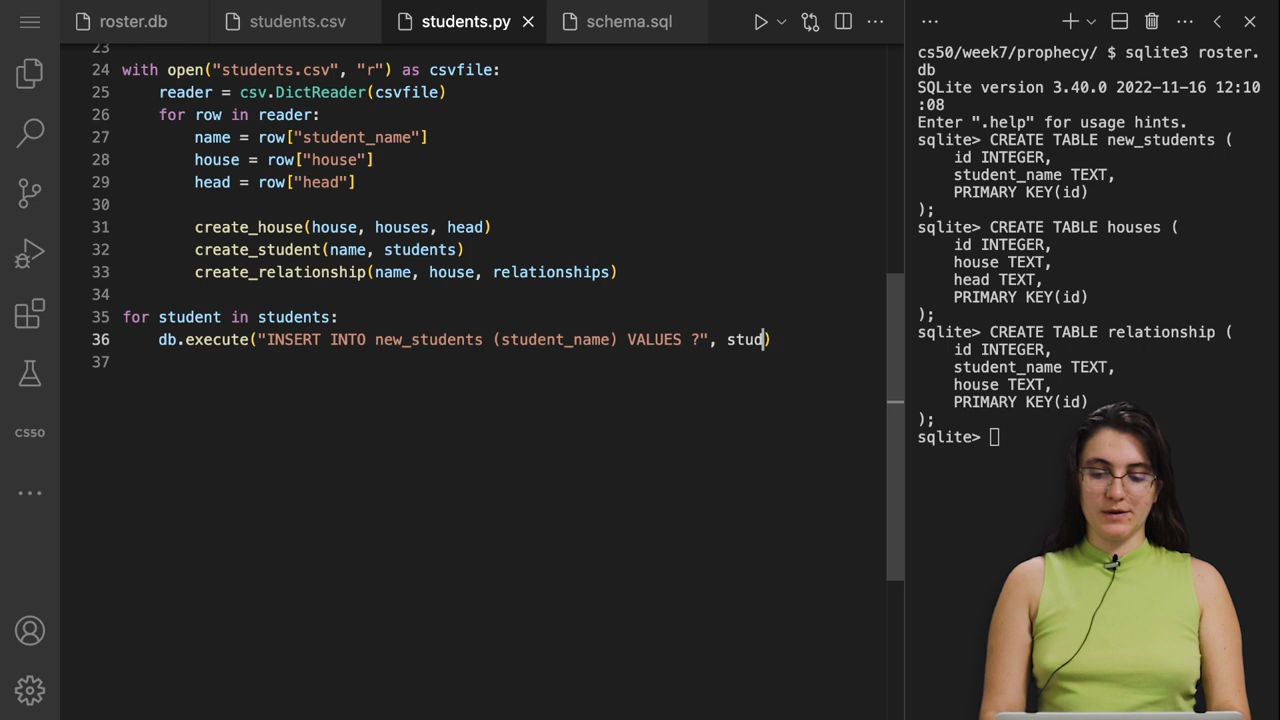 roster.db
students.csv
students.py
schema.sql
23
24 with open("students.csv", "r") as csvfile:
25 reader = csv.DictReader(csvfile)
26 for row in reader:
27 name = row["student_name"]
28 house = row["house"]
29 head = row["head"]
30
31 create_house(house, houses, head)
32 create_student(name, students)
33 create_relationship(name, house, relationships)
34
35 for student in students:
36 db.execute("INSERT INTO new_students (student_name) VALUES ?", stud)
37
CS50
cs50/week7/prophecy/ $ sqlite3 roster.
db
SQLite version 3.40.0 2022-11-16 12:10
:08
Enter ".help" for usage hints.
sqlite> CREATE TABLE new_students (
id INTEGER,
student_name TEXT,
PRIMARY KEY(id)
);
sqlite> CREATE TABLE houses (
id INTEGER,
house TEXT,
head TEXT,
PRIMARY KEY(id)
);
sqlite> CREATE TABLE relationship (
id INTEGER,
student_name TEXT,
house TEXT,
PRIMARY KEY(id)
);
sqlite>